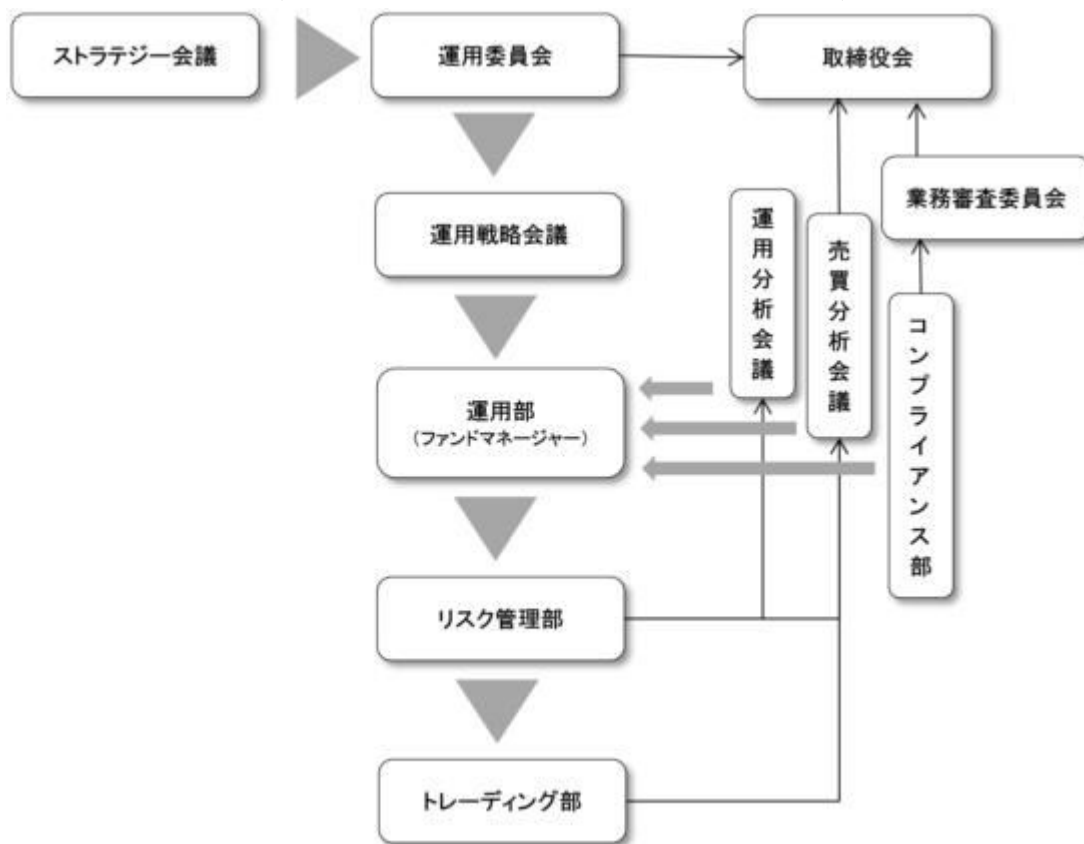 ストラテジー会議
運用委員会
取締役会
業務審査委員会
運用戦略会議
運用分析会議
売買分析会議
コンプライアンス部
運用部
（ファンドマネージャー）
リスク管理部
トレーディング部